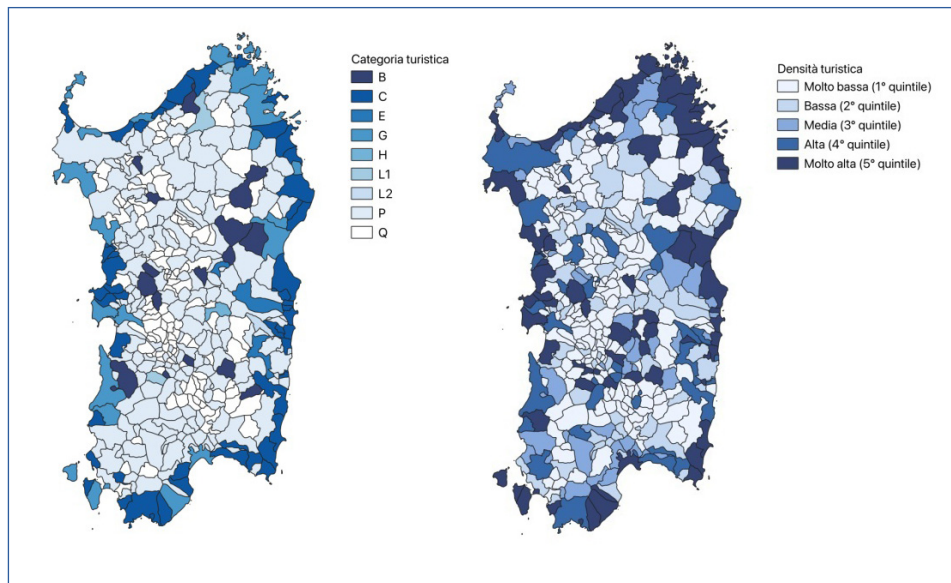 Categoria turistica
B
C
E
G
H
L1
L2
P
Q
Densità turistica
Molto bassa (1° quintile)
Bassa (2° quintile)
Media (3° quintile)
Alta (4° quintile)
Molto alta (5° quintile)